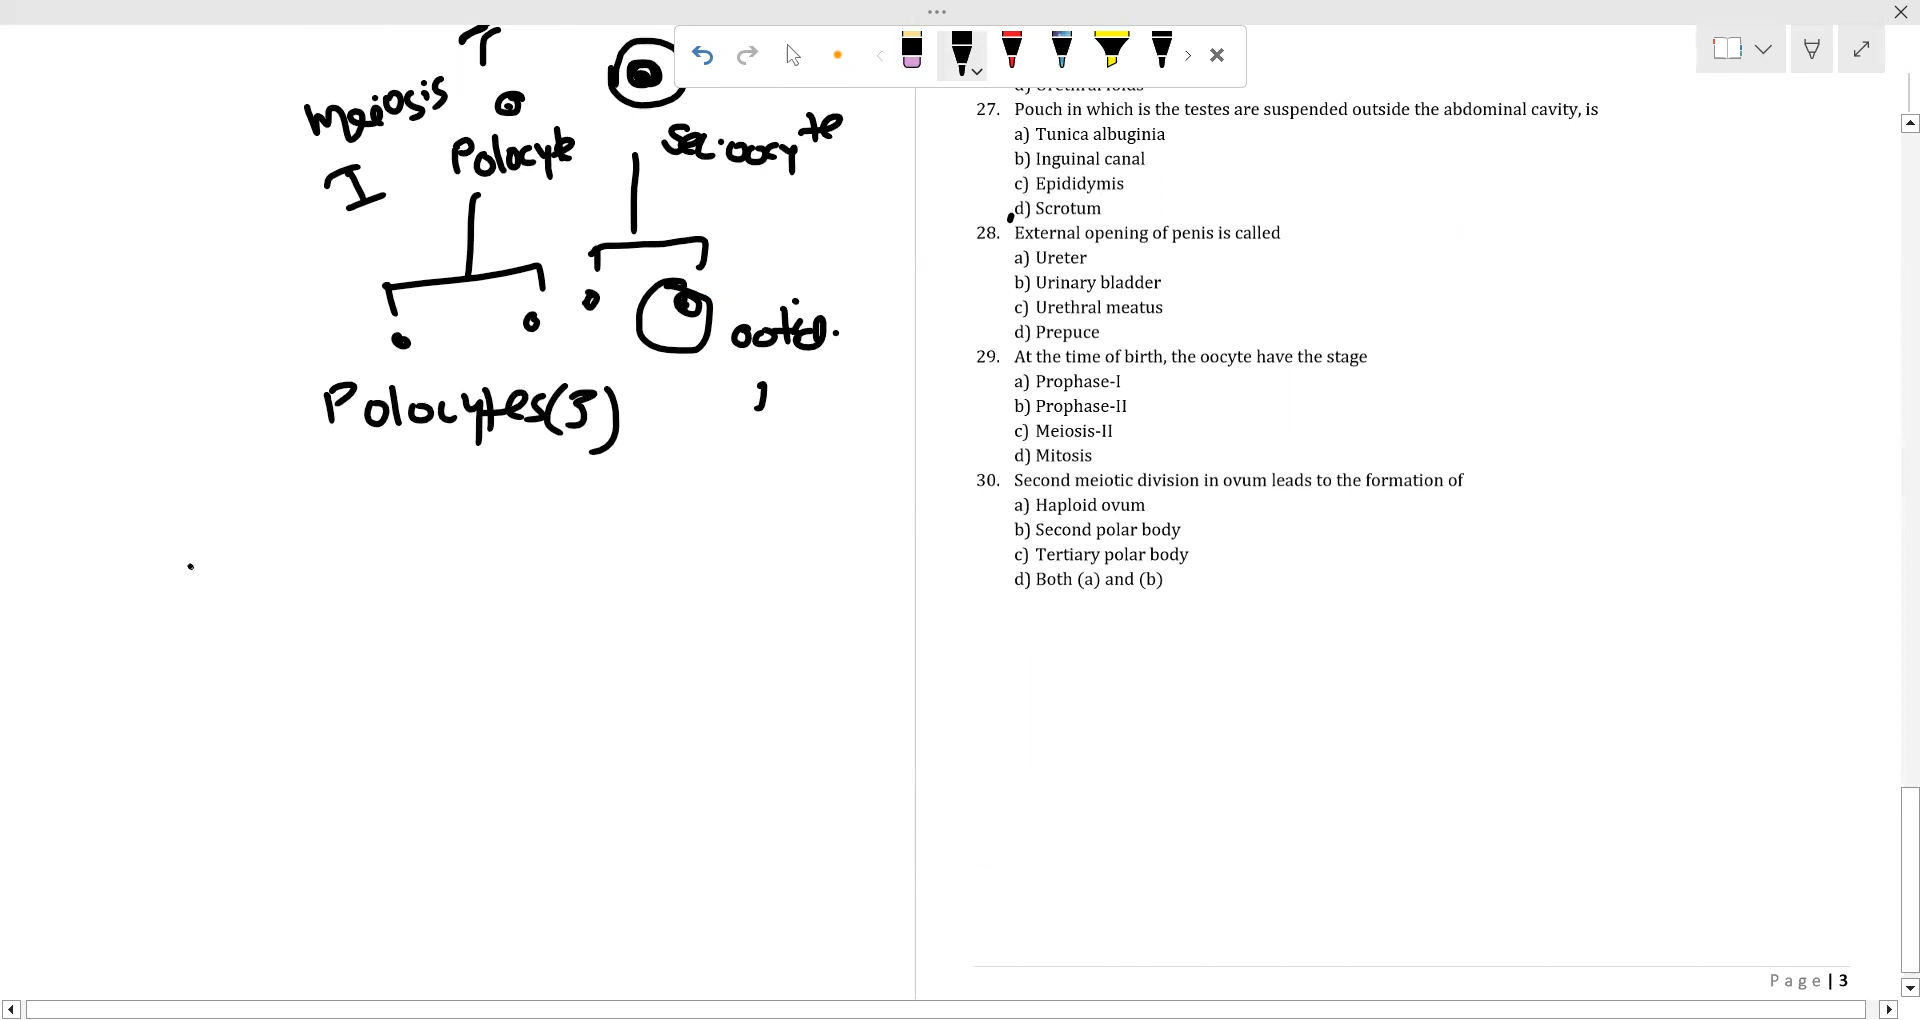 Meiosis
I
Polocyte
Sec.oocyte
ootid.
Polocytes(3)
27. Pouch in which is the testes are suspended outside the abdominal cavity, is
a) Tunica albuginia
b) Inguinal canal
c) Epididymis
d) Scrotum
28. External opening of penis is called
a) Ureter
b) Urinary bladder
c) Urethral meatus
d) Prepuce
29. At the time of birth, the oocyte have the stage
a) Prophase-I
b) Prophase-II
c) Meiosis-II
d) Mitosis
30. Second meiotic division in ovum leads to the formation of
a) Haploid ovum
b) Second polar body
c) Tertiary polar body
d) Both (a) and (b)
Page | 3